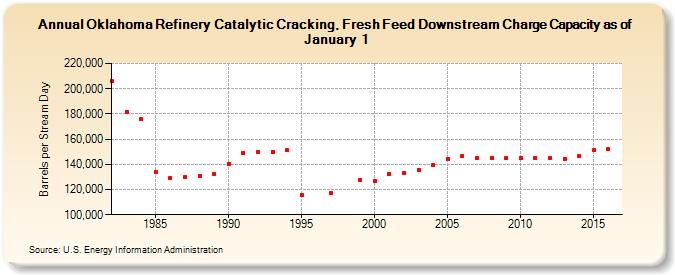 Annual Oklahoma Refinery Catalytic Cracking, Fresh Feed Downstream Charge Capacity as of
January 1
Barrels per Stream Day
220,000
200,000
180,000
160,000
140,000
120,000
100,000
1985 1990 1995 2000 2005 2010 2015
Source: U.S. Energy Information Administration